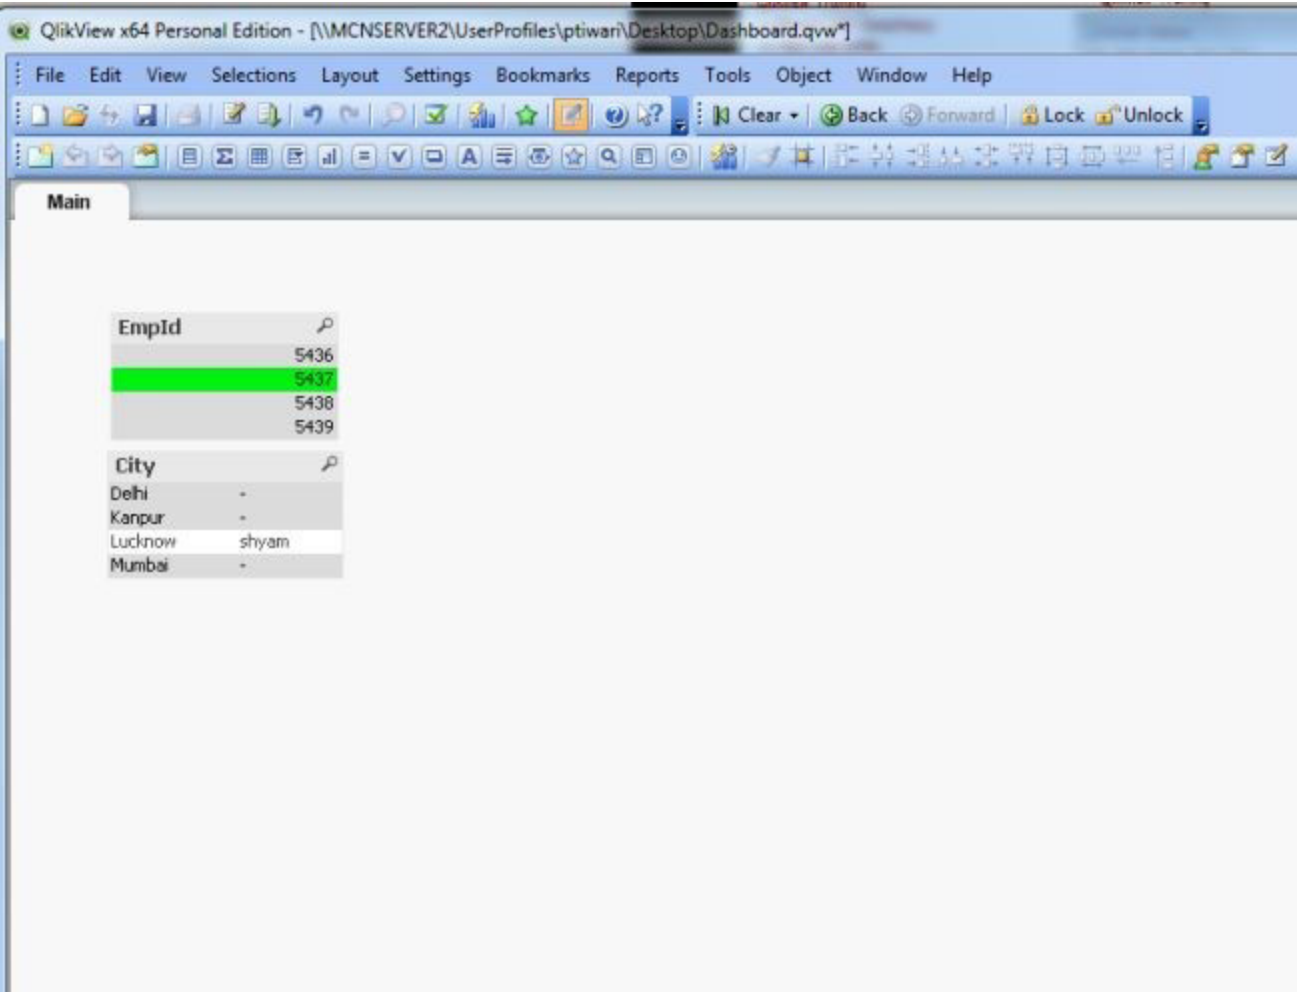 QlikView x64 Personal Edition - [\\MCNSERVER2\UserProfiles\ptiwari\Desktop\Dashboard.qvw*]
File Edit View Selections Layout Settings Bookmarks Reports Tools Object Window Help
Clear Back Forward Lock Unlock
Main
EmpId
5436
5437
5438
5439
City
Delhi -
Kanpur -
Lucknow shyam
Mumbai -